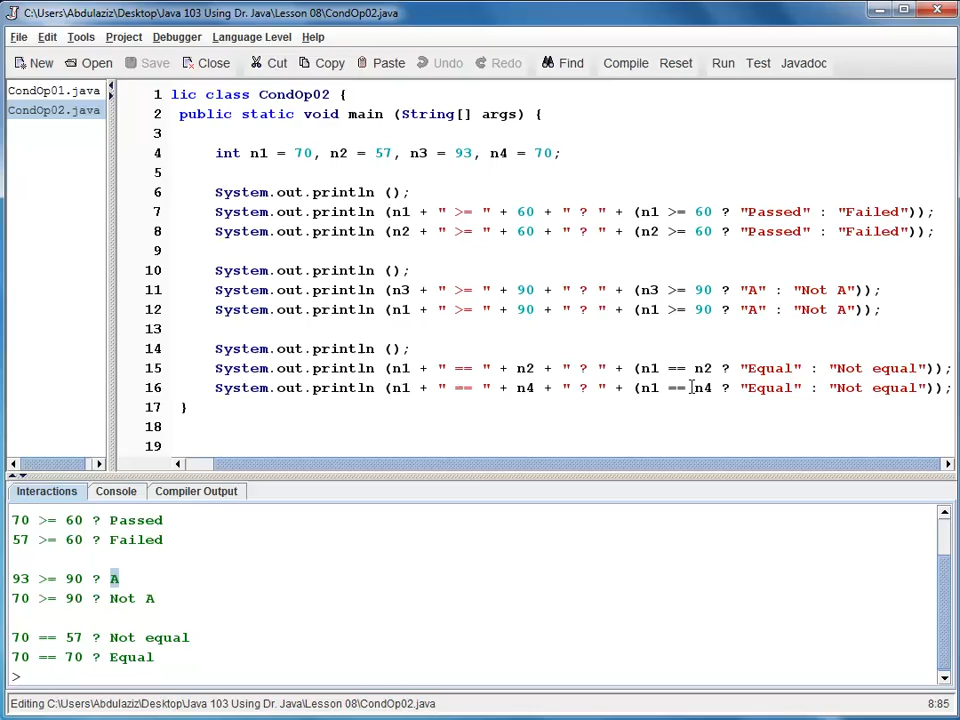 C:\Users\Abdulaziz\Desktop\Java 103 Using Dr. Java\Lesson 08\CondOp02.java
File Edit Tools Project Debugger Language Level Help
New Open Save Close Cut Copy Paste Undo Redo Find Compile Reset Run Test Javadoc
CondOp01.java
CondOp02.java
1 lic class CondOp02 {
2 public static void main (String[] args) {
3
4 int n1 = 70, n2 = 57, n3 = 93, n4 = 70;
5
6 System.out.println ();
7 System.out.println (n1 + " >= " + 60 + " ? " + (n1 >= 60 ? "Passed" : "Failed"));
8 System.out.println (n2 + " >= " + 60 + " ? " + (n2 >= 60 ? "Passed" : "Failed"));
9
10 System.out.println ();
11 System.out.println (n3 + " >= " + 90 + " ? " + (n3 >= 90 ? "A" : "Not A"));
12 System.out.println (n1 + " >= " + 90 + " ? " + (n1 >= 90 ? "A" : "Not A"));
13
14 System.out.println ();
15 System.out.println (n1 + " == " + n2 + " ? " + (n1 == n2 ? "Equal" : "Not equal"));
16 System.out.println (n1 + " == " + n4 + " ? " + (n1 == n4 ? "Equal" : "Not equal"));
17 }
18
19
Interactions Console Compiler Output
70 >= 60 ? Passed
57 >= 60 ? Failed
93 >= 90 ? A
70 >= 90 ? Not A
70 == 57 ? Not equal
70 == 70 ? Equal
>
Editing C:\Users\Abdulaziz\Desktop\Java 103 Using Dr. Java\Lesson 08\CondOp02.java 8:85